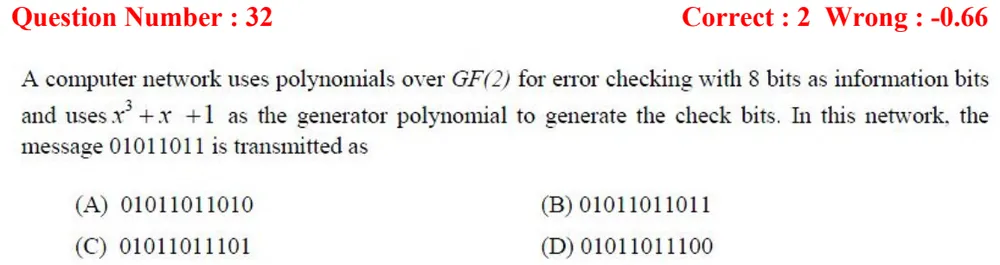 Question Number : 32 Correct : 2 Wrong : -0.66
A computer network uses polynomials over GF(2) for error checking with 8 bits as information bits
and uses x³ + x + 1 as the generator polynomial to generate the check bits. In this network, the
message 01011011 is transmitted as
(A) 01011011010 (B) 01011011011
(C) 01011011101 (D) 01011011100